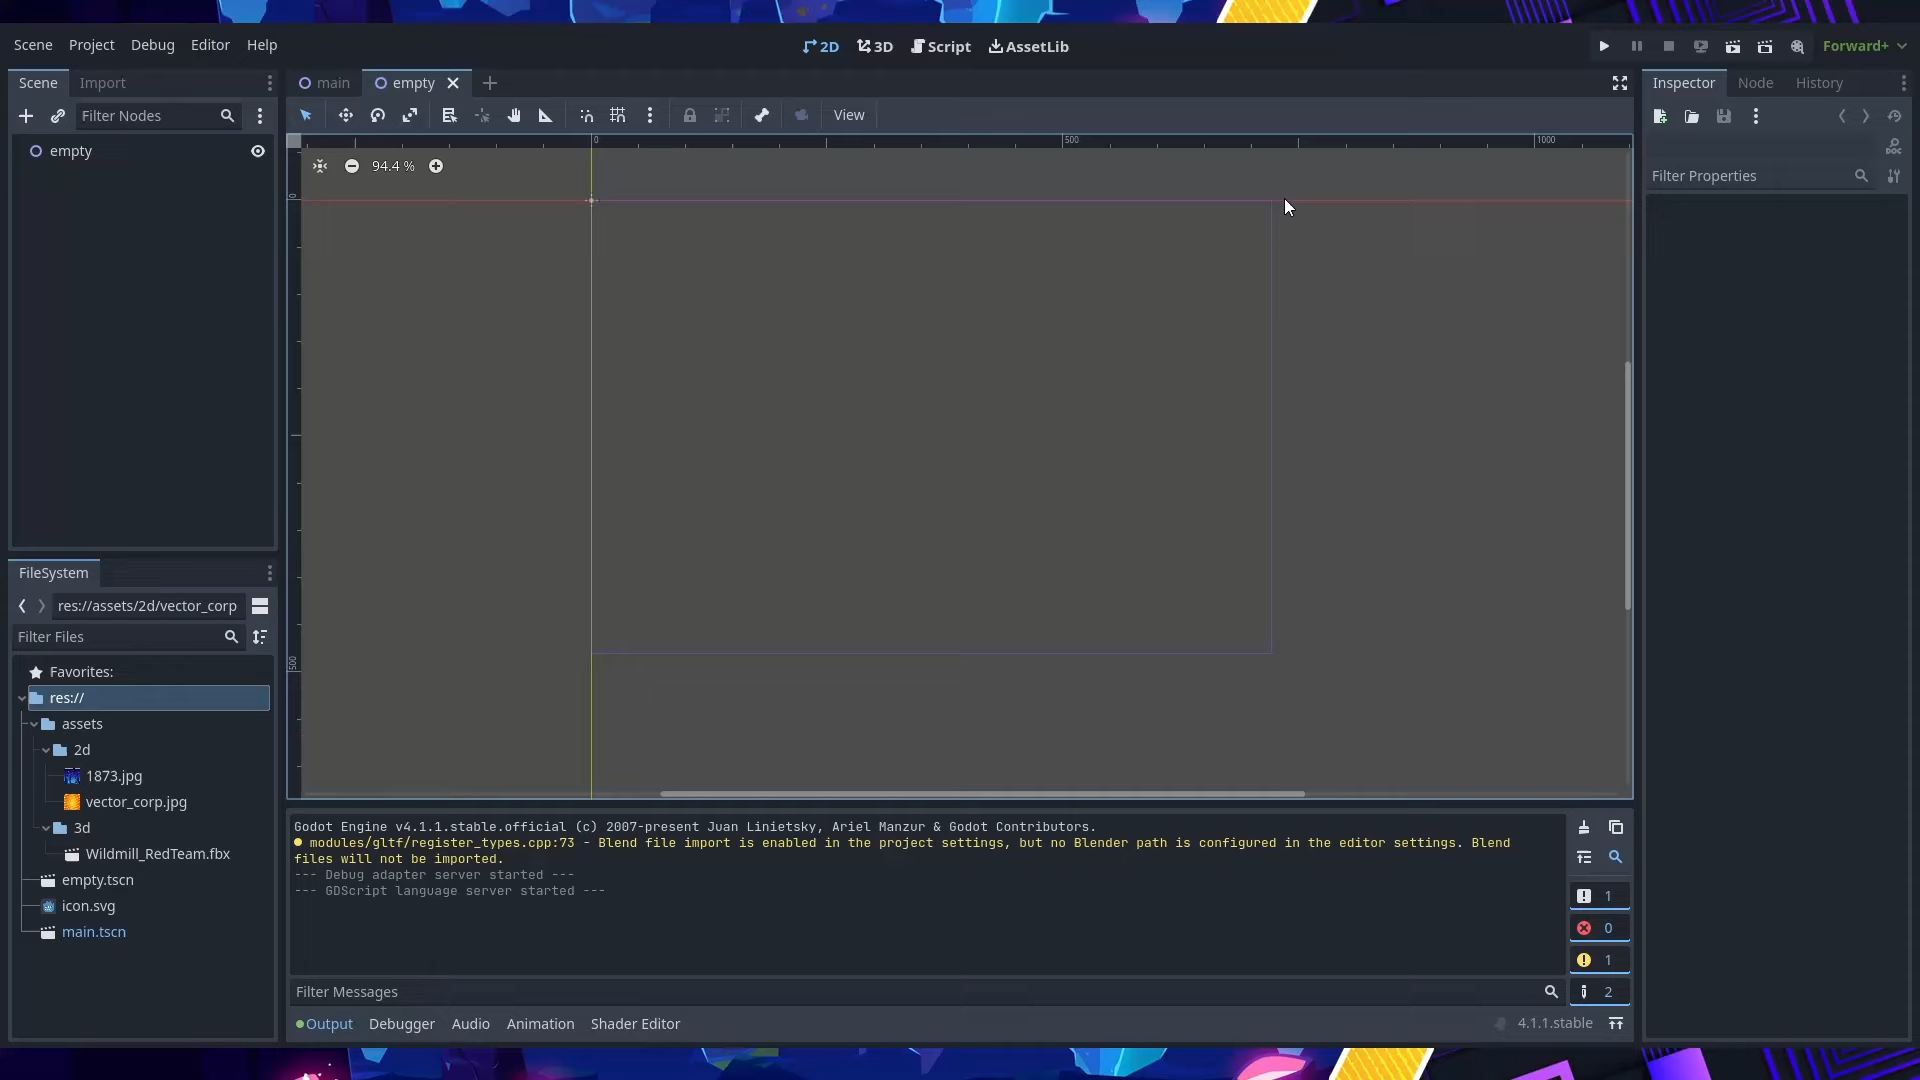 Scene Project Debug Editor Help
2D 3D Script AssetLib
Forward+
Scene Import
main empty
Inspector Node History
Filter Nodes
View
empty
94.4 %
0 500 1000
0
500
DOC
Filter Properties
FileSystem
res://assets/2d/vector_corp
Filter Files
Favorites:
res://
assets
2d
1873.jpg
vector_corp.jpg
3d
Wildmill_RedTeam.fbx
empty.tscn
icon.svg
main.tscn
Godot Engine v4.1.1.stable.official (c) 2007-present Juan Linietsky, Ariel Manzur & Godot Contributors.
modules/gltf/register_types.cpp:73 - Blend file import is enabled in the project settings, but no Blender path is configured in the editor settings. Blend
files will not be imported.
--- Debug adapter server started ---
--- GDScript language server started ---
1
0
1
2
Filter Messages
Output Debugger Audio Animation Shader Editor
4.1.1.stable